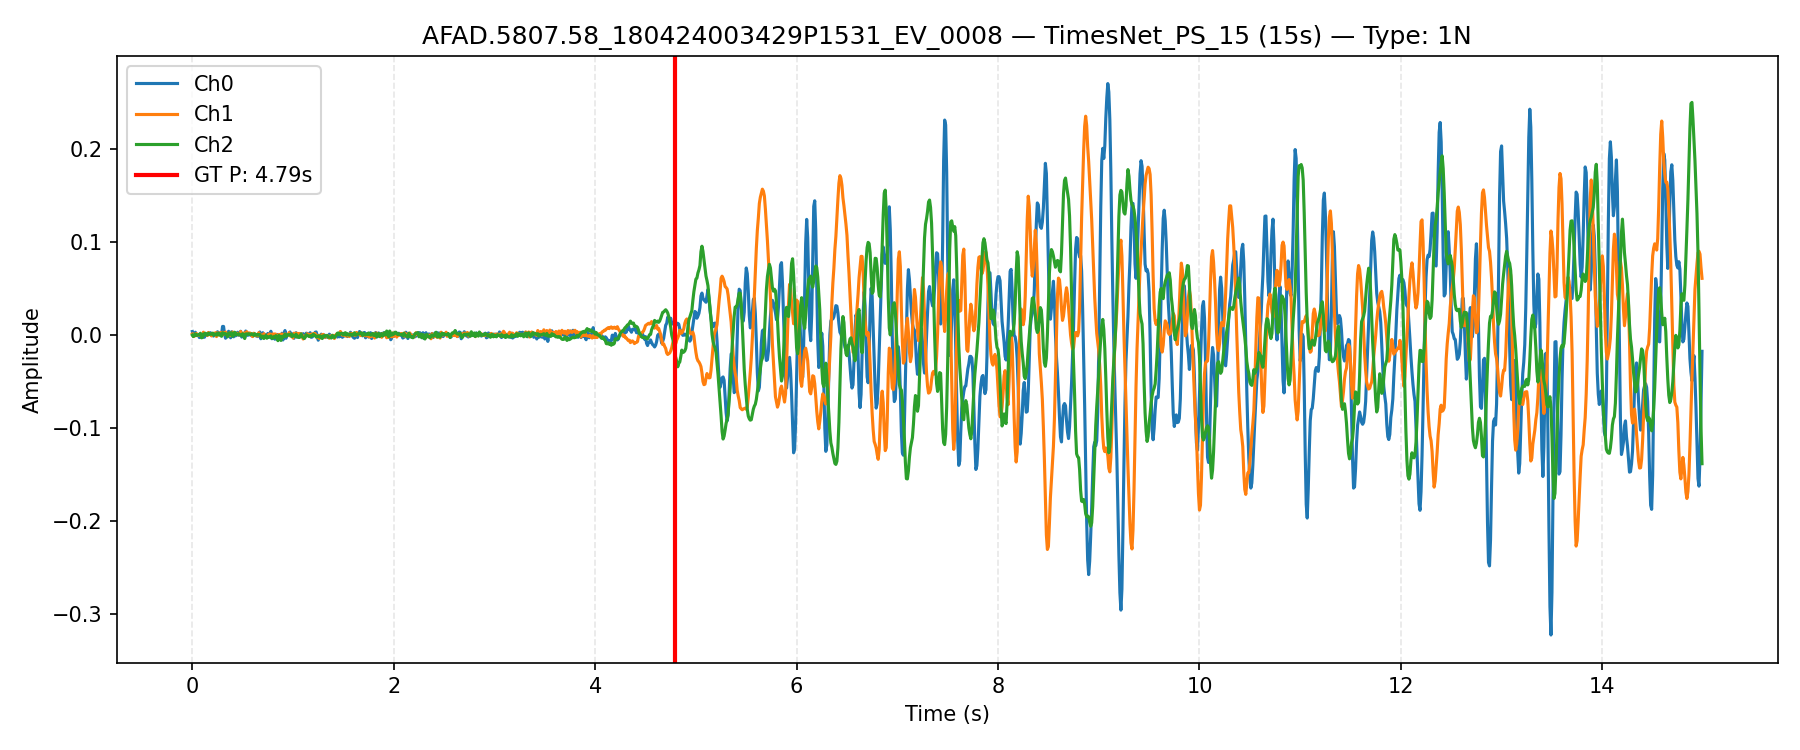 AFAD.5807.58_180424003429P1531_EV_0008 — TimesNet_PS_15 (15s) — Type: 1N
Ch0
Ch1
Ch2
GT P: 4.79s
Amplitude
0.2
0.1
0.0
−0.1
−0.2
−0.3
0 2 4 6 8 10 12 14
Time (s)